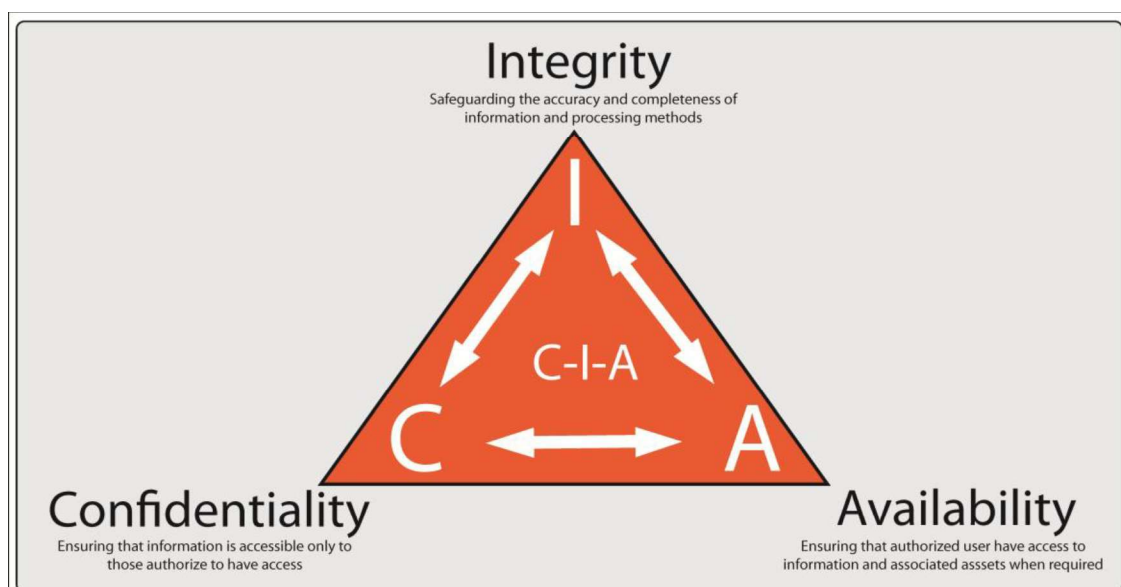 Integrity
Safeguarding the accuracy and completeness of
information and processing methods
I
C-I-A
C
A
Confidentiality
Ensuring that information is accessible only to
those authorize to have access
Availability
Ensuring that authorized user have access to
information and associated asssets when required